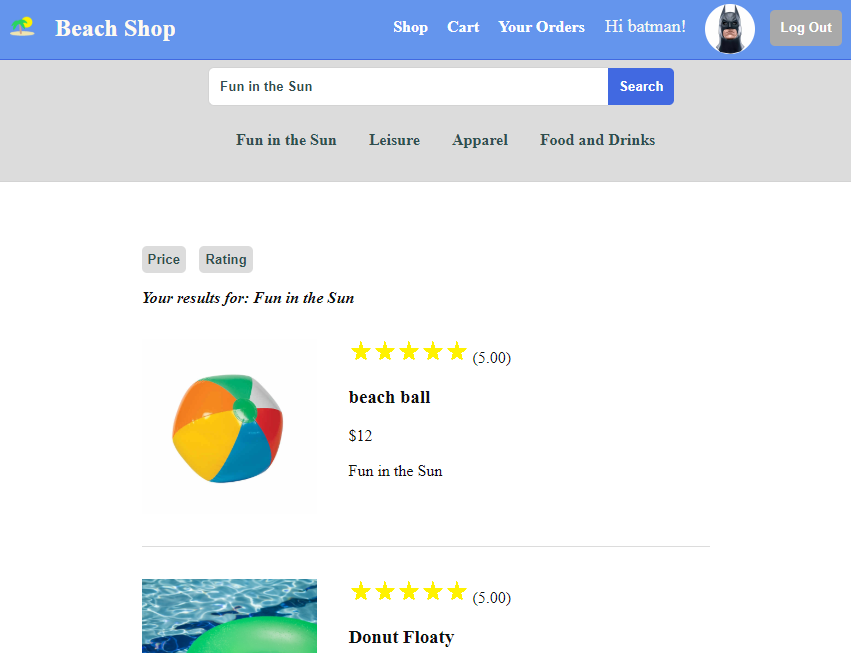 Beach Shop Shop Cart Your Orders Hi batman! Log Out
Fun in the Sun Search
Fun in the Sun Leisure Apparel Food and Drinks
Price Rating
Your results for: Fun in the Sun
(5.00)
beach ball
$12
Fun in the Sun
(5.00)
Donut Floaty